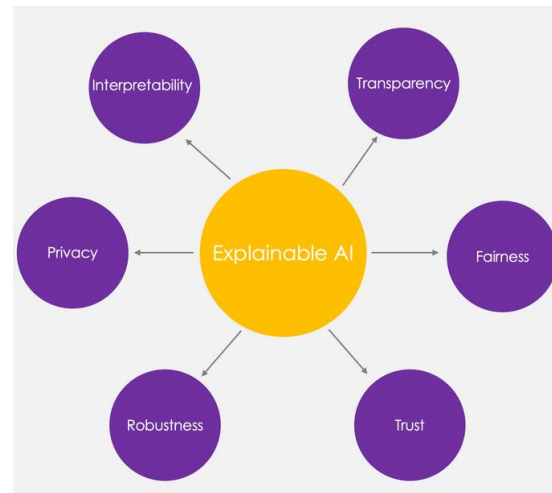 Interpretability
Transparency
Privacy
Explainable AI
Fairness
Robustness
Trust